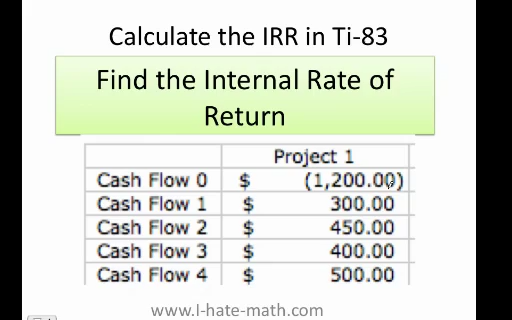 Calculate the IRR in Ti-83
Find the Internal Rate of
Return
Project 1
Cash Flow 0 $ (1,200.00)
Cash Flow 1 $ 300.00
Cash Flow 2 $ 450.00
Cash Flow 3 $ 400.00
Cash Flow 4 $ 500.00
www.I-hate-math.com